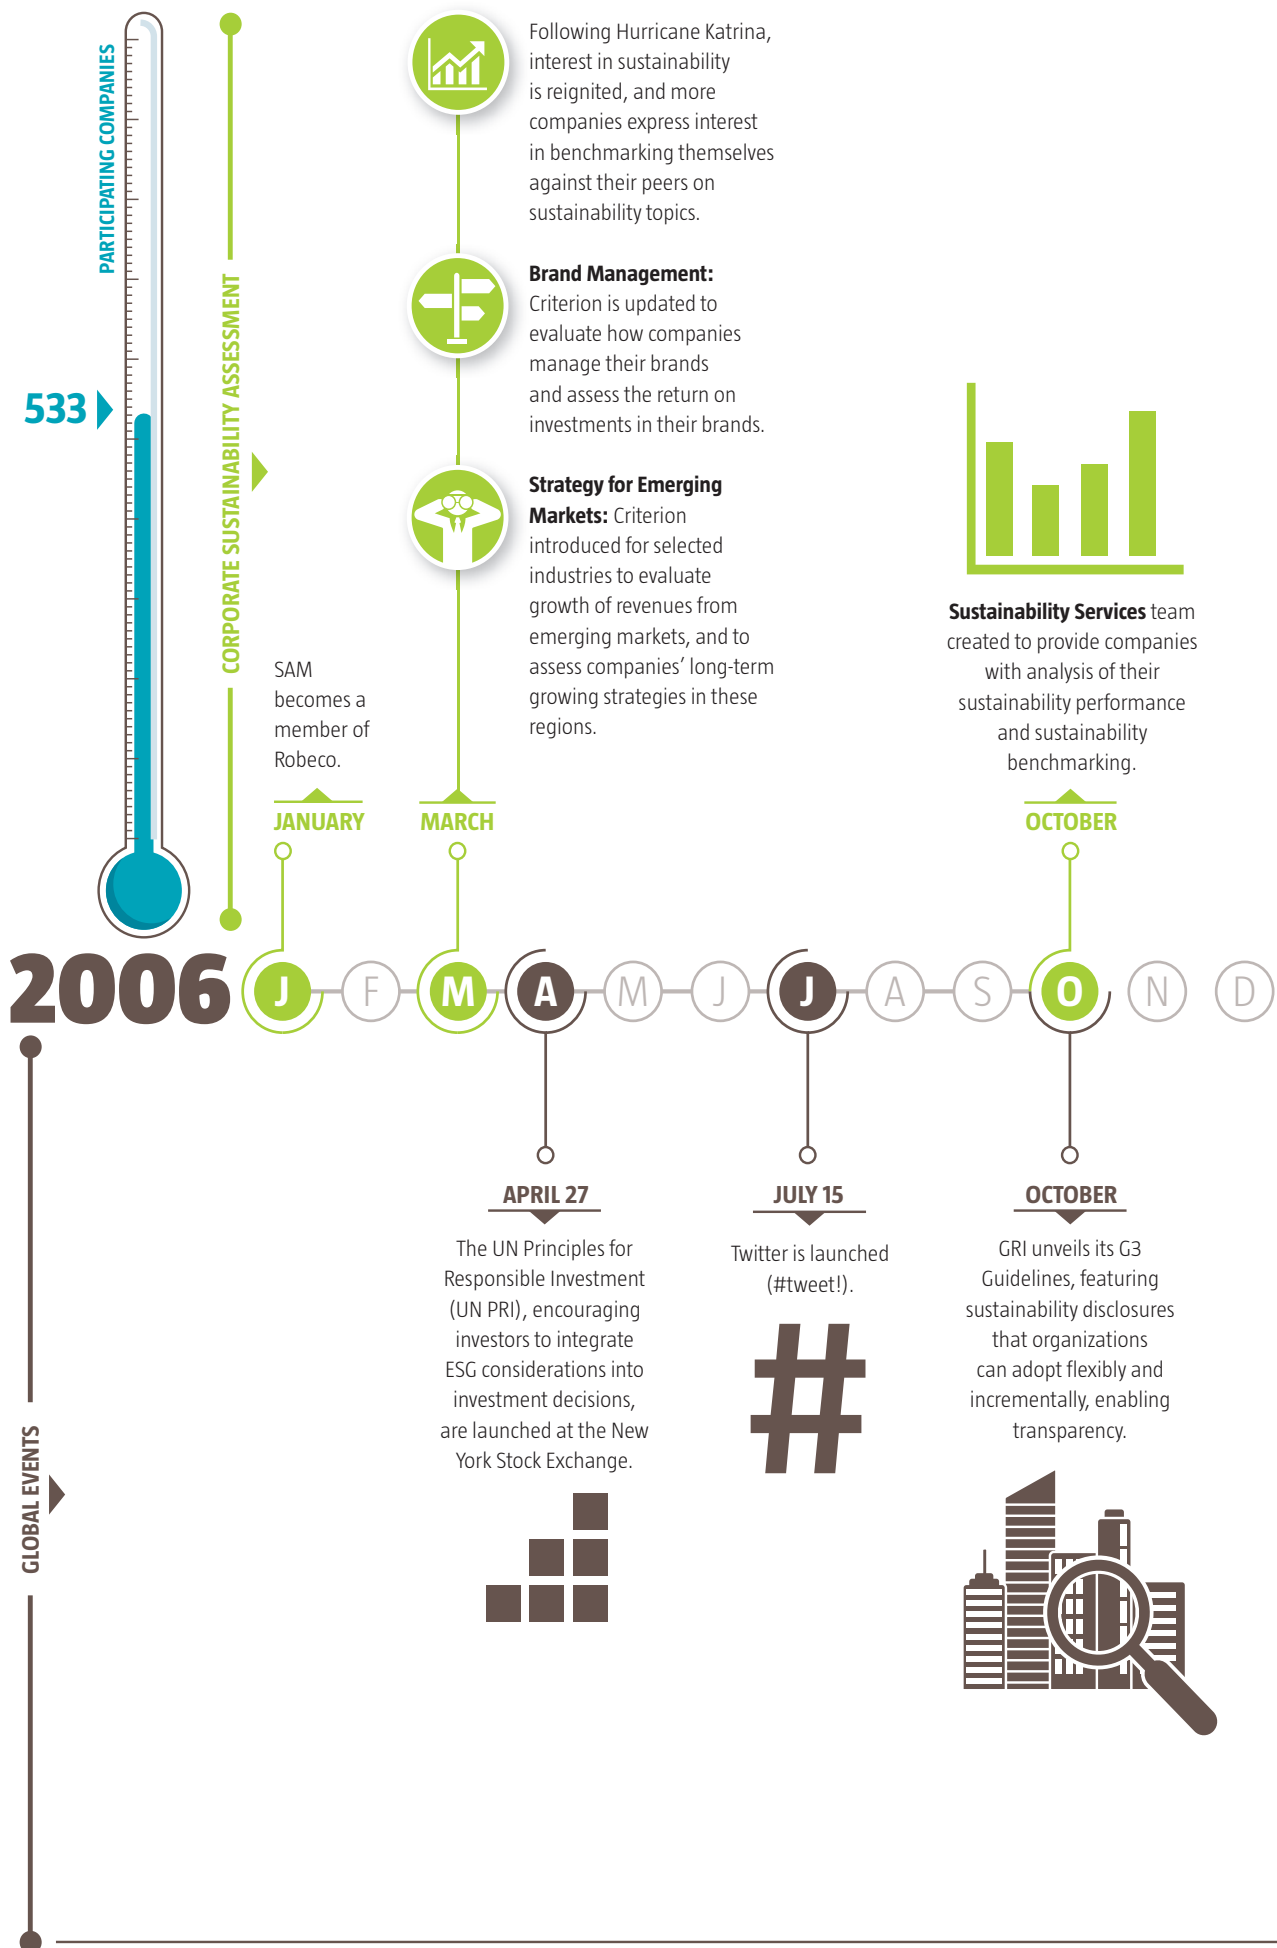 PARTICIPATING COMPANIES
533
CORPORATE SUSTAINABILITY ASSESSMENT
SAM
becomes a
member of
Robeco.
JANUARY
Following Hurricane Katrina,
interest in sustainability
is reignited, and more
companies express interest
in benchmarking themselves
against their peers on
sustainability topics.
Brand Management:
Criterion is updated to
evaluate how companies
manage their brands
and assess the return on
investments in their brands.
Strategy for Emerging
Markets: Criterion
introduced for selected
industries to evaluate
growth of revenues from
emerging markets, and to
assess companies’ long-term
growing strategies in these
regions.
MARCH
Sustainability Services team
created to provide companies
with analysis of their
sustainability performance
and sustainability
benchmarking.
OCTOBER
2006 J F M A M J J A S O N D
GLOBAL EVENTS
APRIL 27
The UN Principles for
Responsible Investment
(UN PRI), encouraging
investors to integrate
ESG considerations into
investment decisions,
are launched at the New
York Stock Exchange.
JULY 15
Twitter is launched
(#tweet!).
#
OCTOBER
GRI unveils its G3
Guidelines, featuring
sustainability disclosures
that organizations
can adopt flexibly and
incrementally, enabling
transparency.